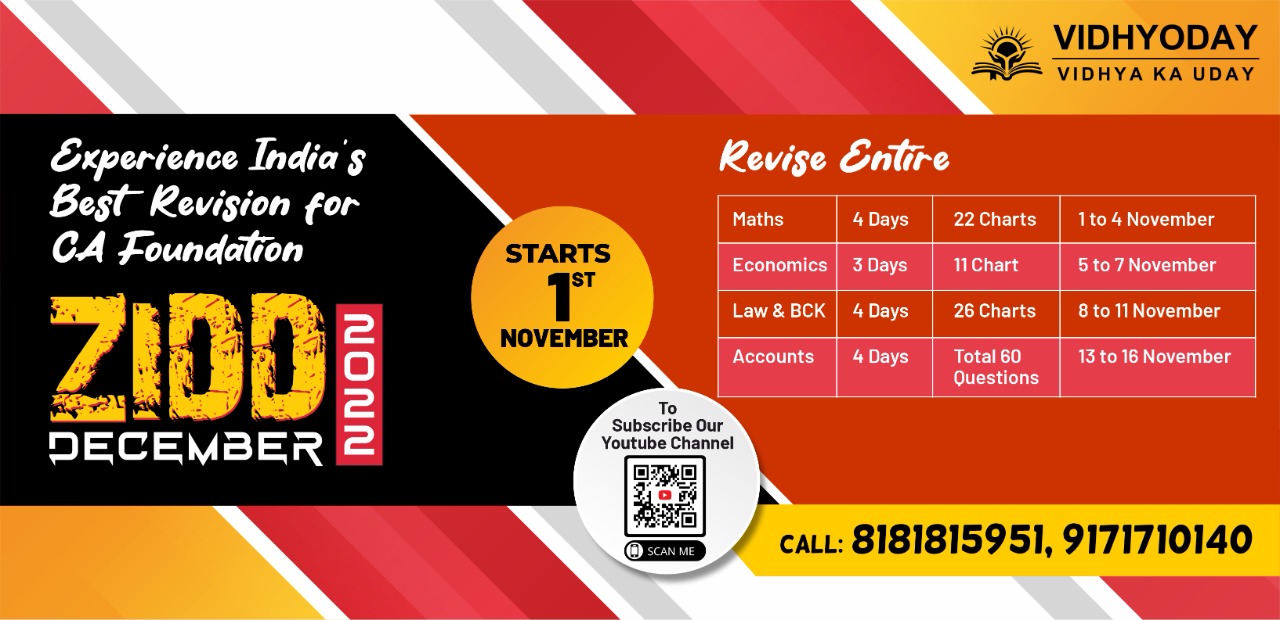 VIDHYODAY
VIDHYA KA UDAY
Experience India's
Best Revision for
CA Foundation
ZIDD
DECEMBER
2022
STARTS
1ST
NOVEMBER
To
Subscribe Our
Youtube Channel
SCAN ME
Revise Entire
Maths 4 Days 22 Charts 1 to 4 November
Economics 3 Days 11 Chart 5 to 7 November
Law & BCK 4 Days 26 Charts 8 to 11 November
Accounts 4 Days Total 60 13 to 16 November
Questions
CALL: 8181815951, 9171710140